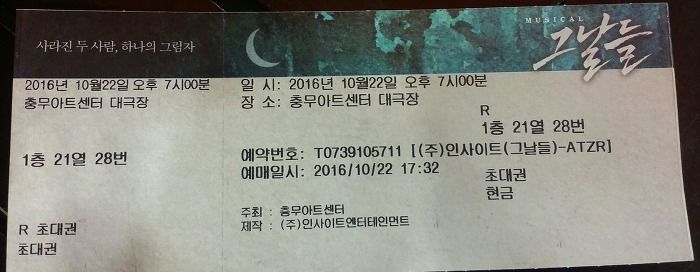 사라진 두 사람, 하나의 그림자
MUSICAL
그날들
2016년 10월22일 오후 7시00분
충무아트센터 대극장
1층 21열 28번
R 초대권
초대권
일 시: 2016년 10월22일 오후 7시00분
장 소: 충무아트센터 대극장
R
1층 21열 28번
예약번호: T0739105711 [(주)인사이트(그날들)-ATZR]
예매일시: 2016/10/22 17:32
초대권
현금
주최 : 충무아트센터
제작 : (주)인사이트엔터테인먼트